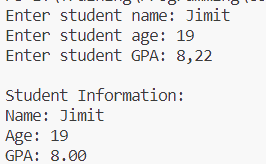 Enter student name: Jimit
Enter student age: 19
Enter student GPA: 8,22

Student Information:
Name: Jimit
Age: 19
GPA: 8.00